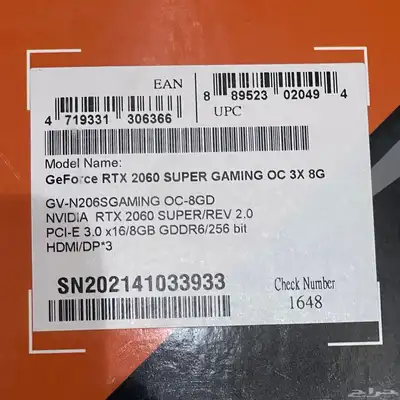 EAN
4 719331 306366
8 89523 02049 4
UPC
Model Name:
GeForce RTX 2060 SUPER GAMING OC 3X 8G
GV-N206SGAMING OC-8GD
NVIDIA RTX 2060 SUPER/REV 2.0
PCI-E 3.0 x16/8GB GDDR6/256 bit
HDMI/DP*3
SN202141033933
Check Number
1648
حراج